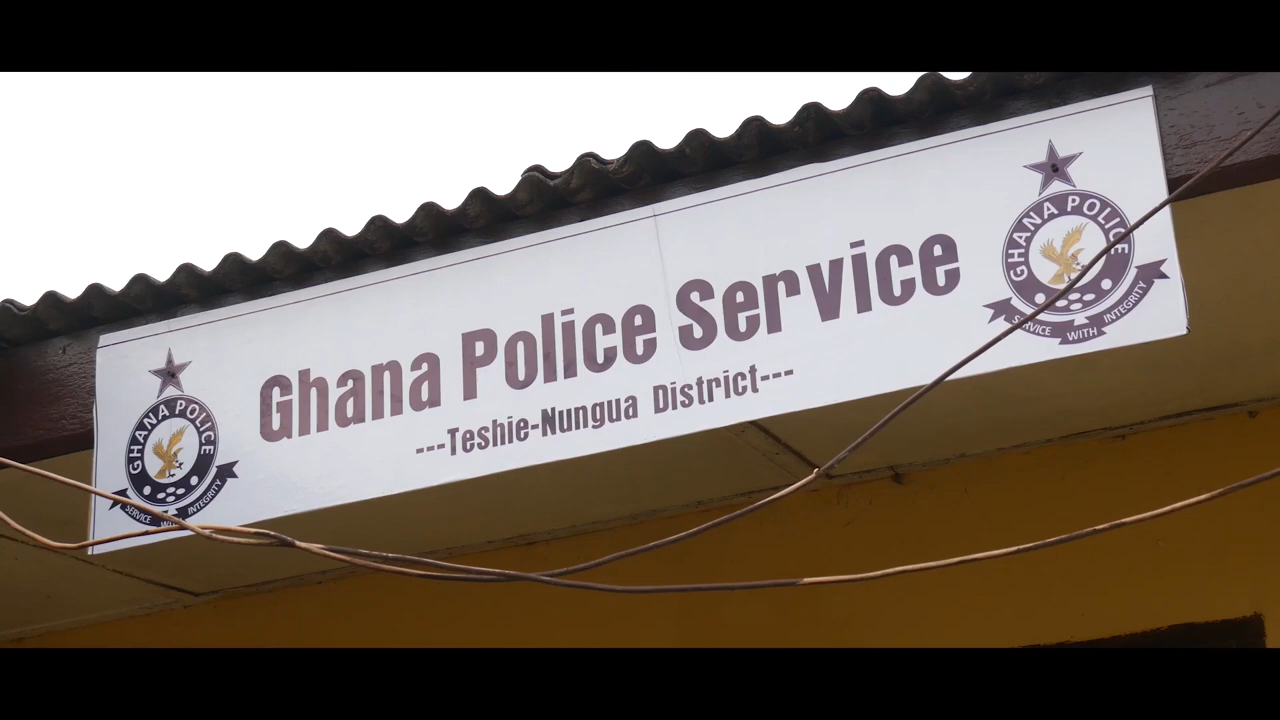 Ghana Police Service
---Teshie-Nungua District---
GHANA POLICE
SERVICE WITH INTEGRITY
GHANA POLICE
SERVICE WITH INTEGRITY